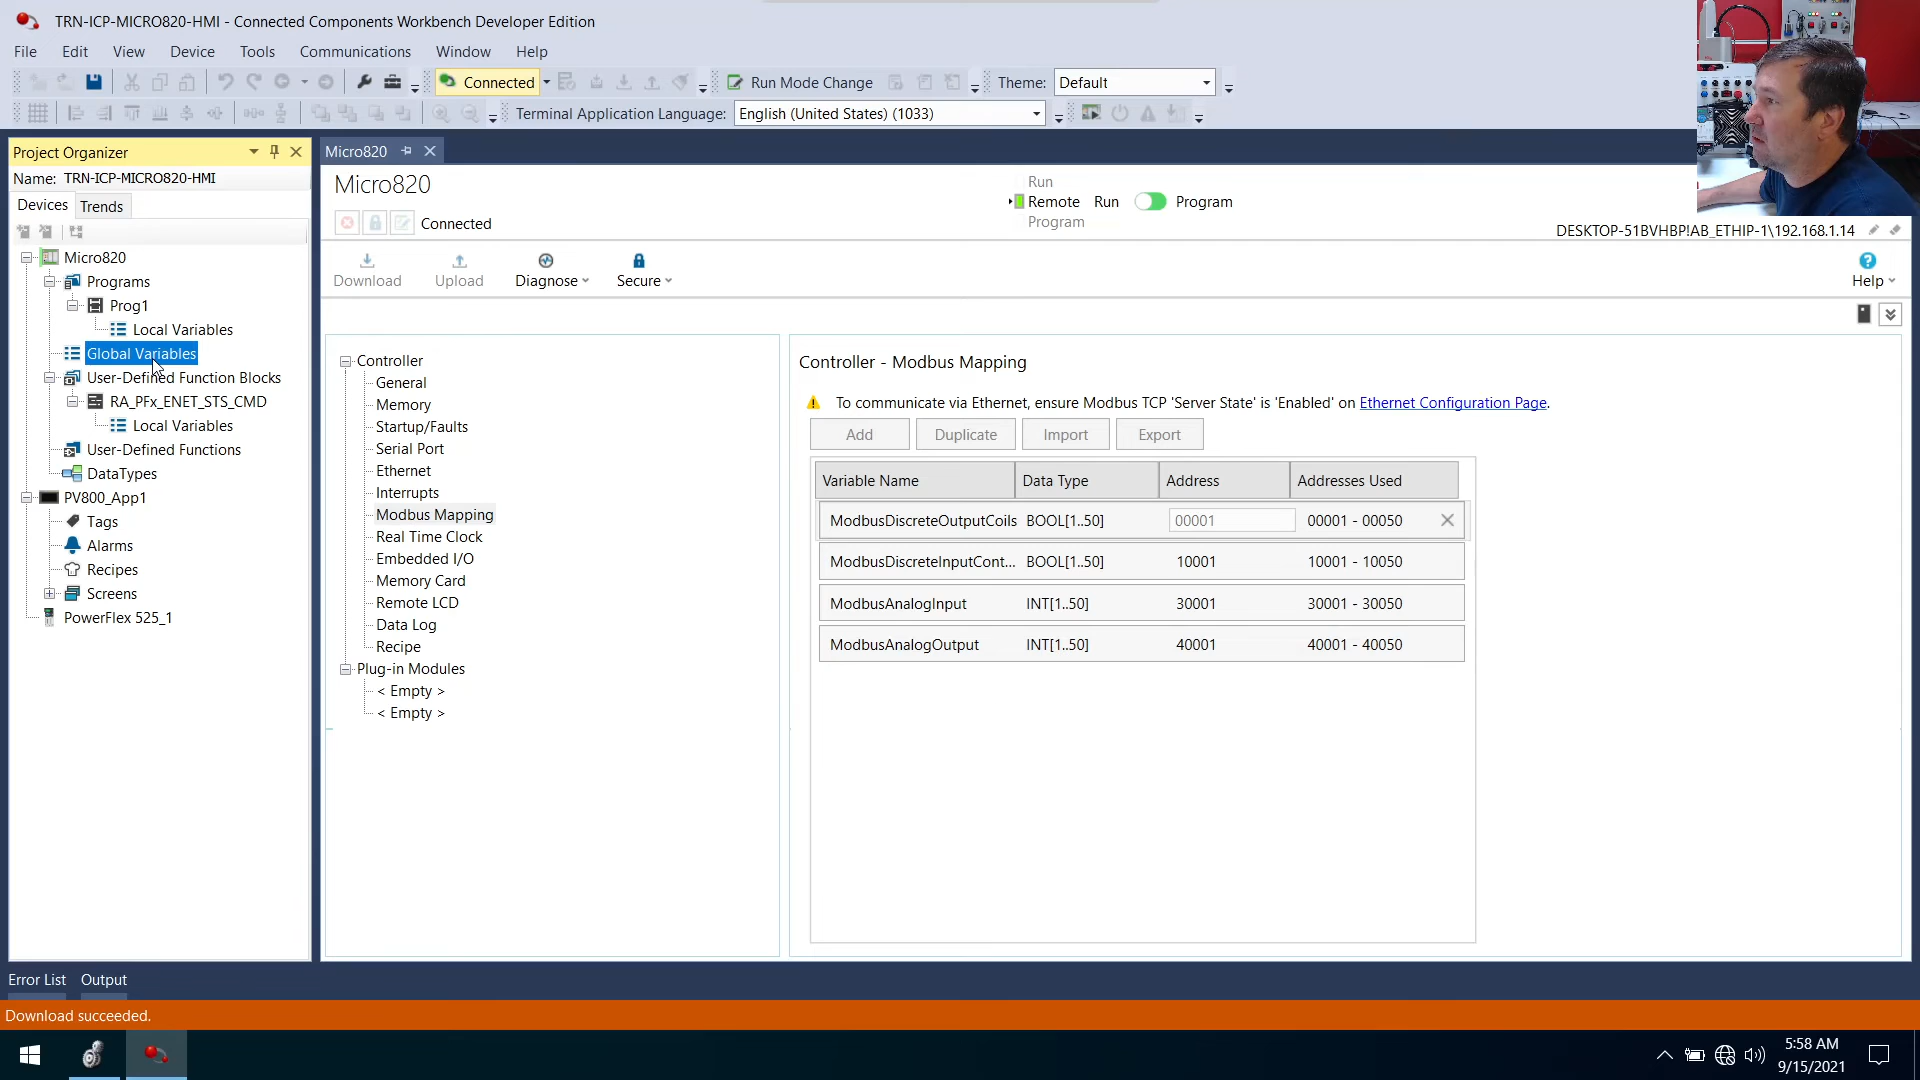 TRN-ICP-MICRO820-HMI - Connected Components Workbench Developer Edition
File Edit View Device Tools Communications Window Help
Connected Run Mode Change Theme: Default
Terminal Application Language: English (United States) (1033)
Project Organizer
Name: TRN-ICP-MICRO820-HMI
Devices Trends
Micro820
Programs
Prog1
Local Variables
Global Variables
User-Defined Function Blocks
RA_PFx_ENET_STS_CMD
Local Variables
User-Defined Functions
DataTypes
PV800_App1
Tags
Alarms
Recipes
Screens
PowerFlex 525_1
Micro820
Micro820
Connected
Run
Remote Run Program
Program
DESKTOP-51BVHBP!AB_ETHIP-1\192.168.1.14
Download Upload Diagnose Secure Help
Controller
General
Memory
Startup/Faults
Serial Port
Ethernet
Interrupts
Modbus Mapping
Real Time Clock
Embedded I/O
Memory Card
Remote LCD
Data Log
Recipe
Plug-in Modules
< Empty >
< Empty >
Controller - Modbus Mapping
To communicate via Ethernet, ensure Modbus TCP 'Server State' is 'Enabled' on Ethernet Configuration Page.
Add Duplicate Import Export
Variable Name Data Type Address Addresses Used
ModbusDiscreteOutputCoils BOOL[1..50] 00001 00001 - 00050
ModbusDiscreteInputCont... BOOL[1..50] 10001 10001 - 10050
ModbusAnalogInput INT[1..50] 30001 30001 - 30050
ModbusAnalogOutput INT[1..50] 40001 40001 - 40050
Error List Output
Download succeeded.
5:58 AM
9/15/2021